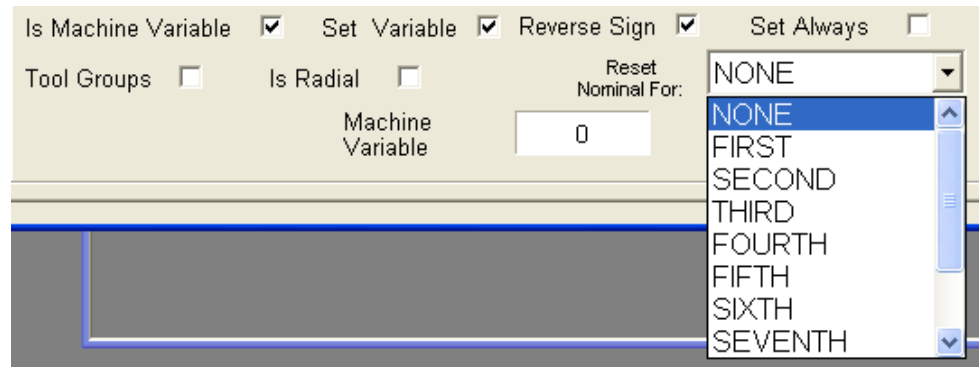 Is Machine Variable Set Variable Reverse Sign Set Always
Tool Groups Is Radial Reset Nominal For: NONE
Machine Variable 0
NONE
FIRST
SECOND
THIRD
FOURTH
FIFTH
SIXTH
SEVENTH